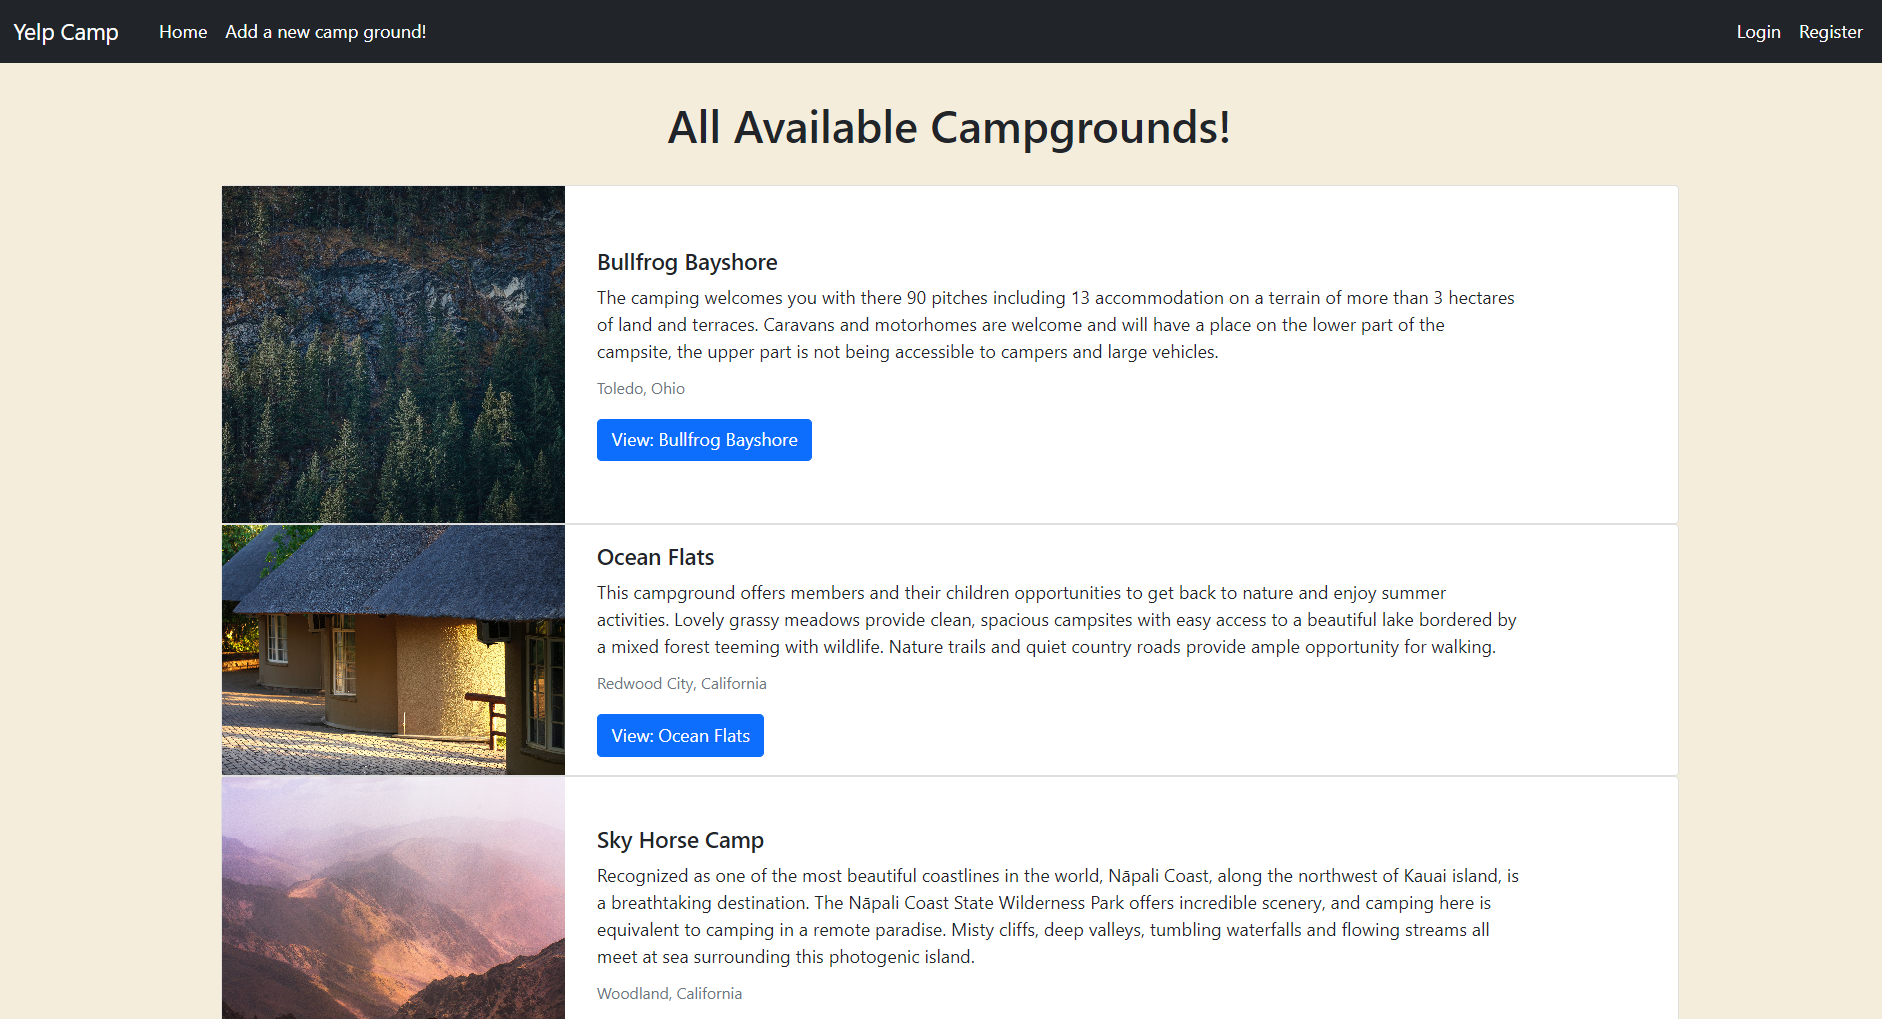 Yelp Camp Home Add a new camp ground! Login Register
All Available Campgrounds!
Bullfrog Bayshore
The camping welcomes you with there 90 pitches including 13 accommodation on a terrain of more than 3 hectares
of land and terraces. Caravans and motorhomes are welcome and will have a place on the lower part of the
campsite, the upper part is not being accessible to campers and large vehicles.
Toledo, Ohio
View: Bullfrog Bayshore
Ocean Flats
This campground offers members and their children opportunities to get back to nature and enjoy summer
activities. Lovely grassy meadows provide clean, spacious campsites with easy access to a beautiful lake bordered by
a mixed forest teeming with wildlife. Nature trails and quiet country roads provide ample opportunity for walking.
Redwood City, California
View: Ocean Flats
Sky Horse Camp
Recognized as one of the most beautiful coastlines in the world, Nāpali Coast, along the northwest of Kauai island, is
a breathtaking destination. The Nāpali Coast State Wilderness Park offers incredible scenery, and camping here is
equivalent to camping in a remote paradise. Misty cliffs, deep valleys, tumbling waterfalls and flowing streams all
meet at sea surrounding this photogenic island.
Woodland, California